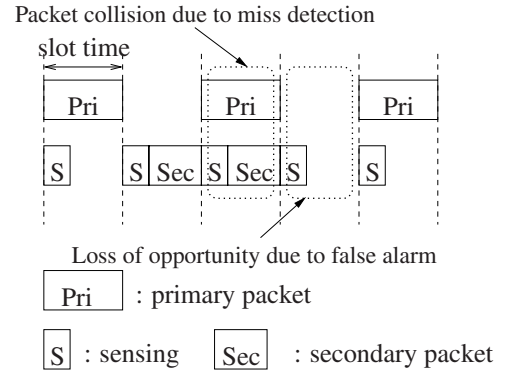 Packet collision due to miss detection
slot time
Pri Pri Pri
S S Sec S Sec S S
Loss of opportunity due to false alarm
Pri : primary packet
S : sensing Sec : secondary packet